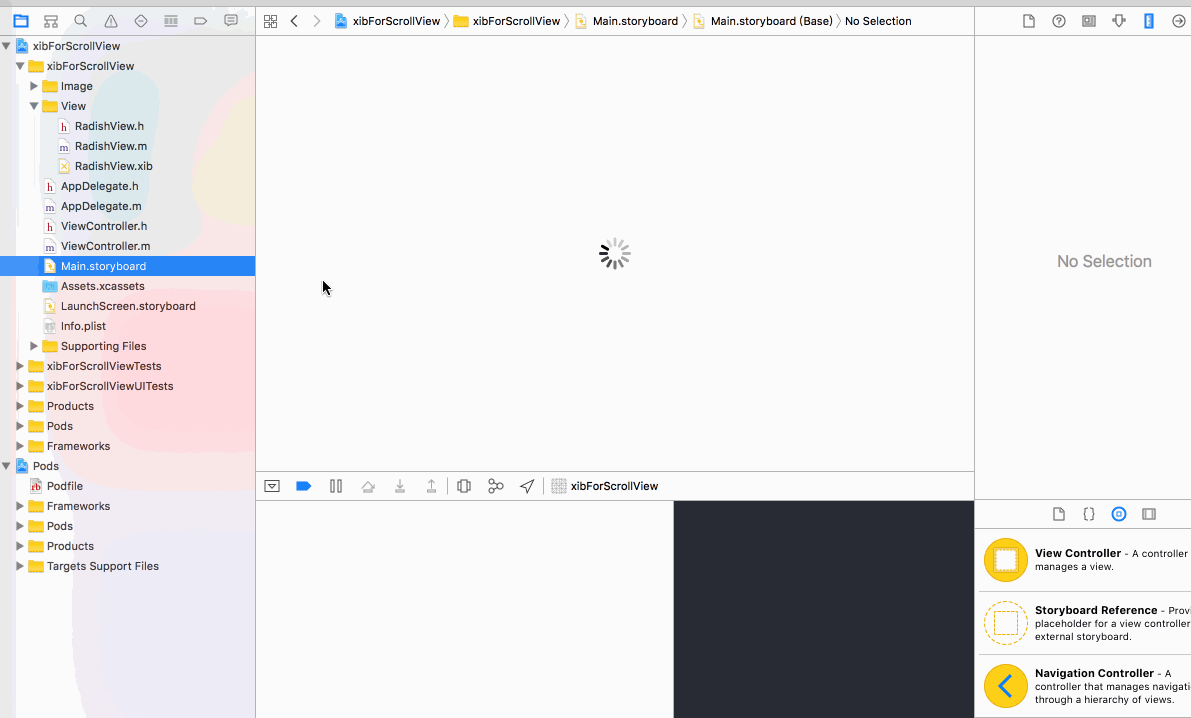 xibForScrollView 〉 xibForScrollView 〉 Main.storyboard 〉 Main.storyboard (Base) 〉 No Selection
xibForScrollView
xibForScrollView
Image
View
h RadishView.h
m RadishView.m
RadishView.xib
h AppDelegate.h
m AppDelegate.m
h ViewController.h
m ViewController.m
Main.storyboard
Assets.xcassets
LaunchScreen.storyboard
Info.plist
Supporting Files
xibForScrollViewTests
xibForScrollViewUITests
Products
Pods
Frameworks
Pods
rb Podfile
Frameworks
Pods
Products
Targets Support Files
No Selection
xibForScrollView
{}
View Controller - A controller
manages a view.
Storyboard Reference - Provi
placeholder for a view controller
external storyboard.
Navigation Controller - A
controller that manages navigati
through a hierarchy of views.